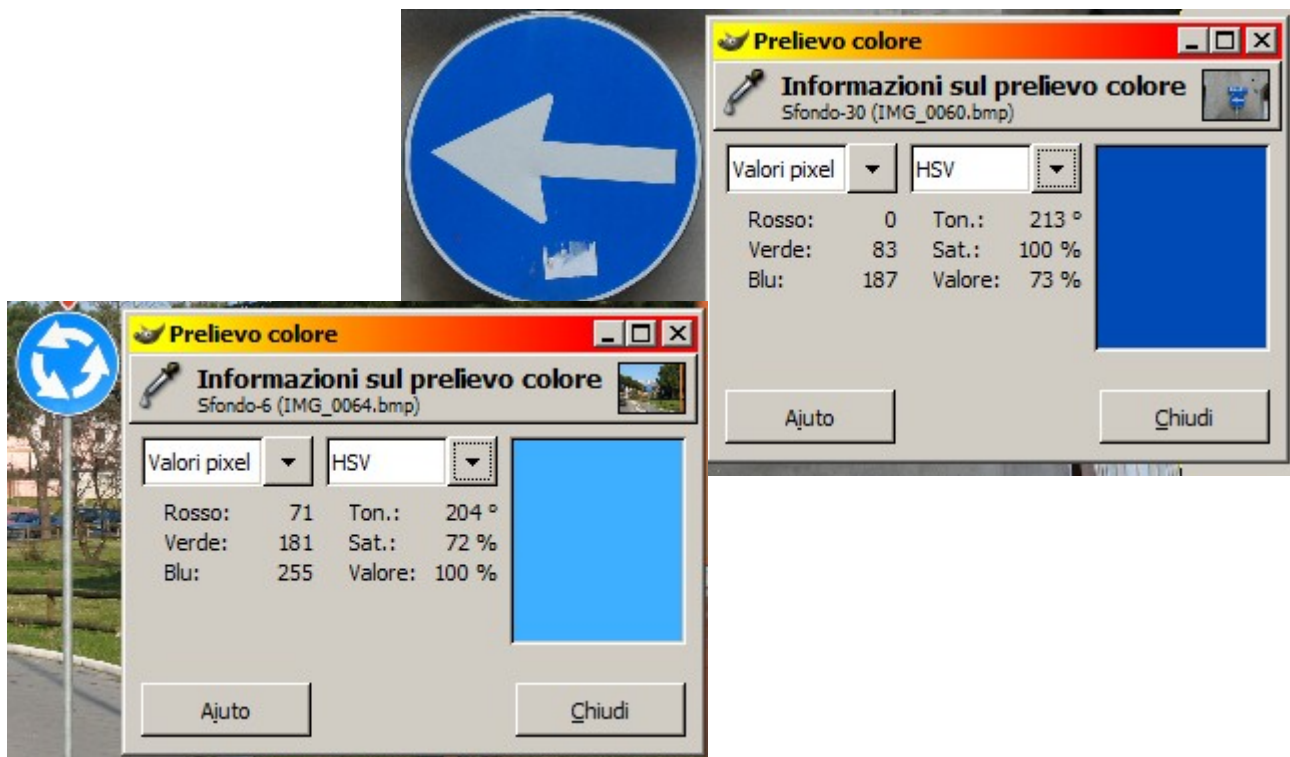 Prelievo colore
Informazioni sul prelievo colore
Sfondo-30 (IMG_0060.bmp)
Valori pixel HSV
Rosso: 0 Ton.: 213 °
Verde: 83 Sat.: 100 %
Blu: 187 Valore: 73 %
Aiuto Chiudi
Prelievo colore
Informazioni sul prelievo colore
Sfondo-6 (IMG_0064.bmp)
Valori pixel HSV
Rosso: 71 Ton.: 204 °
Verde: 181 Sat.: 72 %
Blu: 255 Valore: 100 %
Aiuto Chiudi